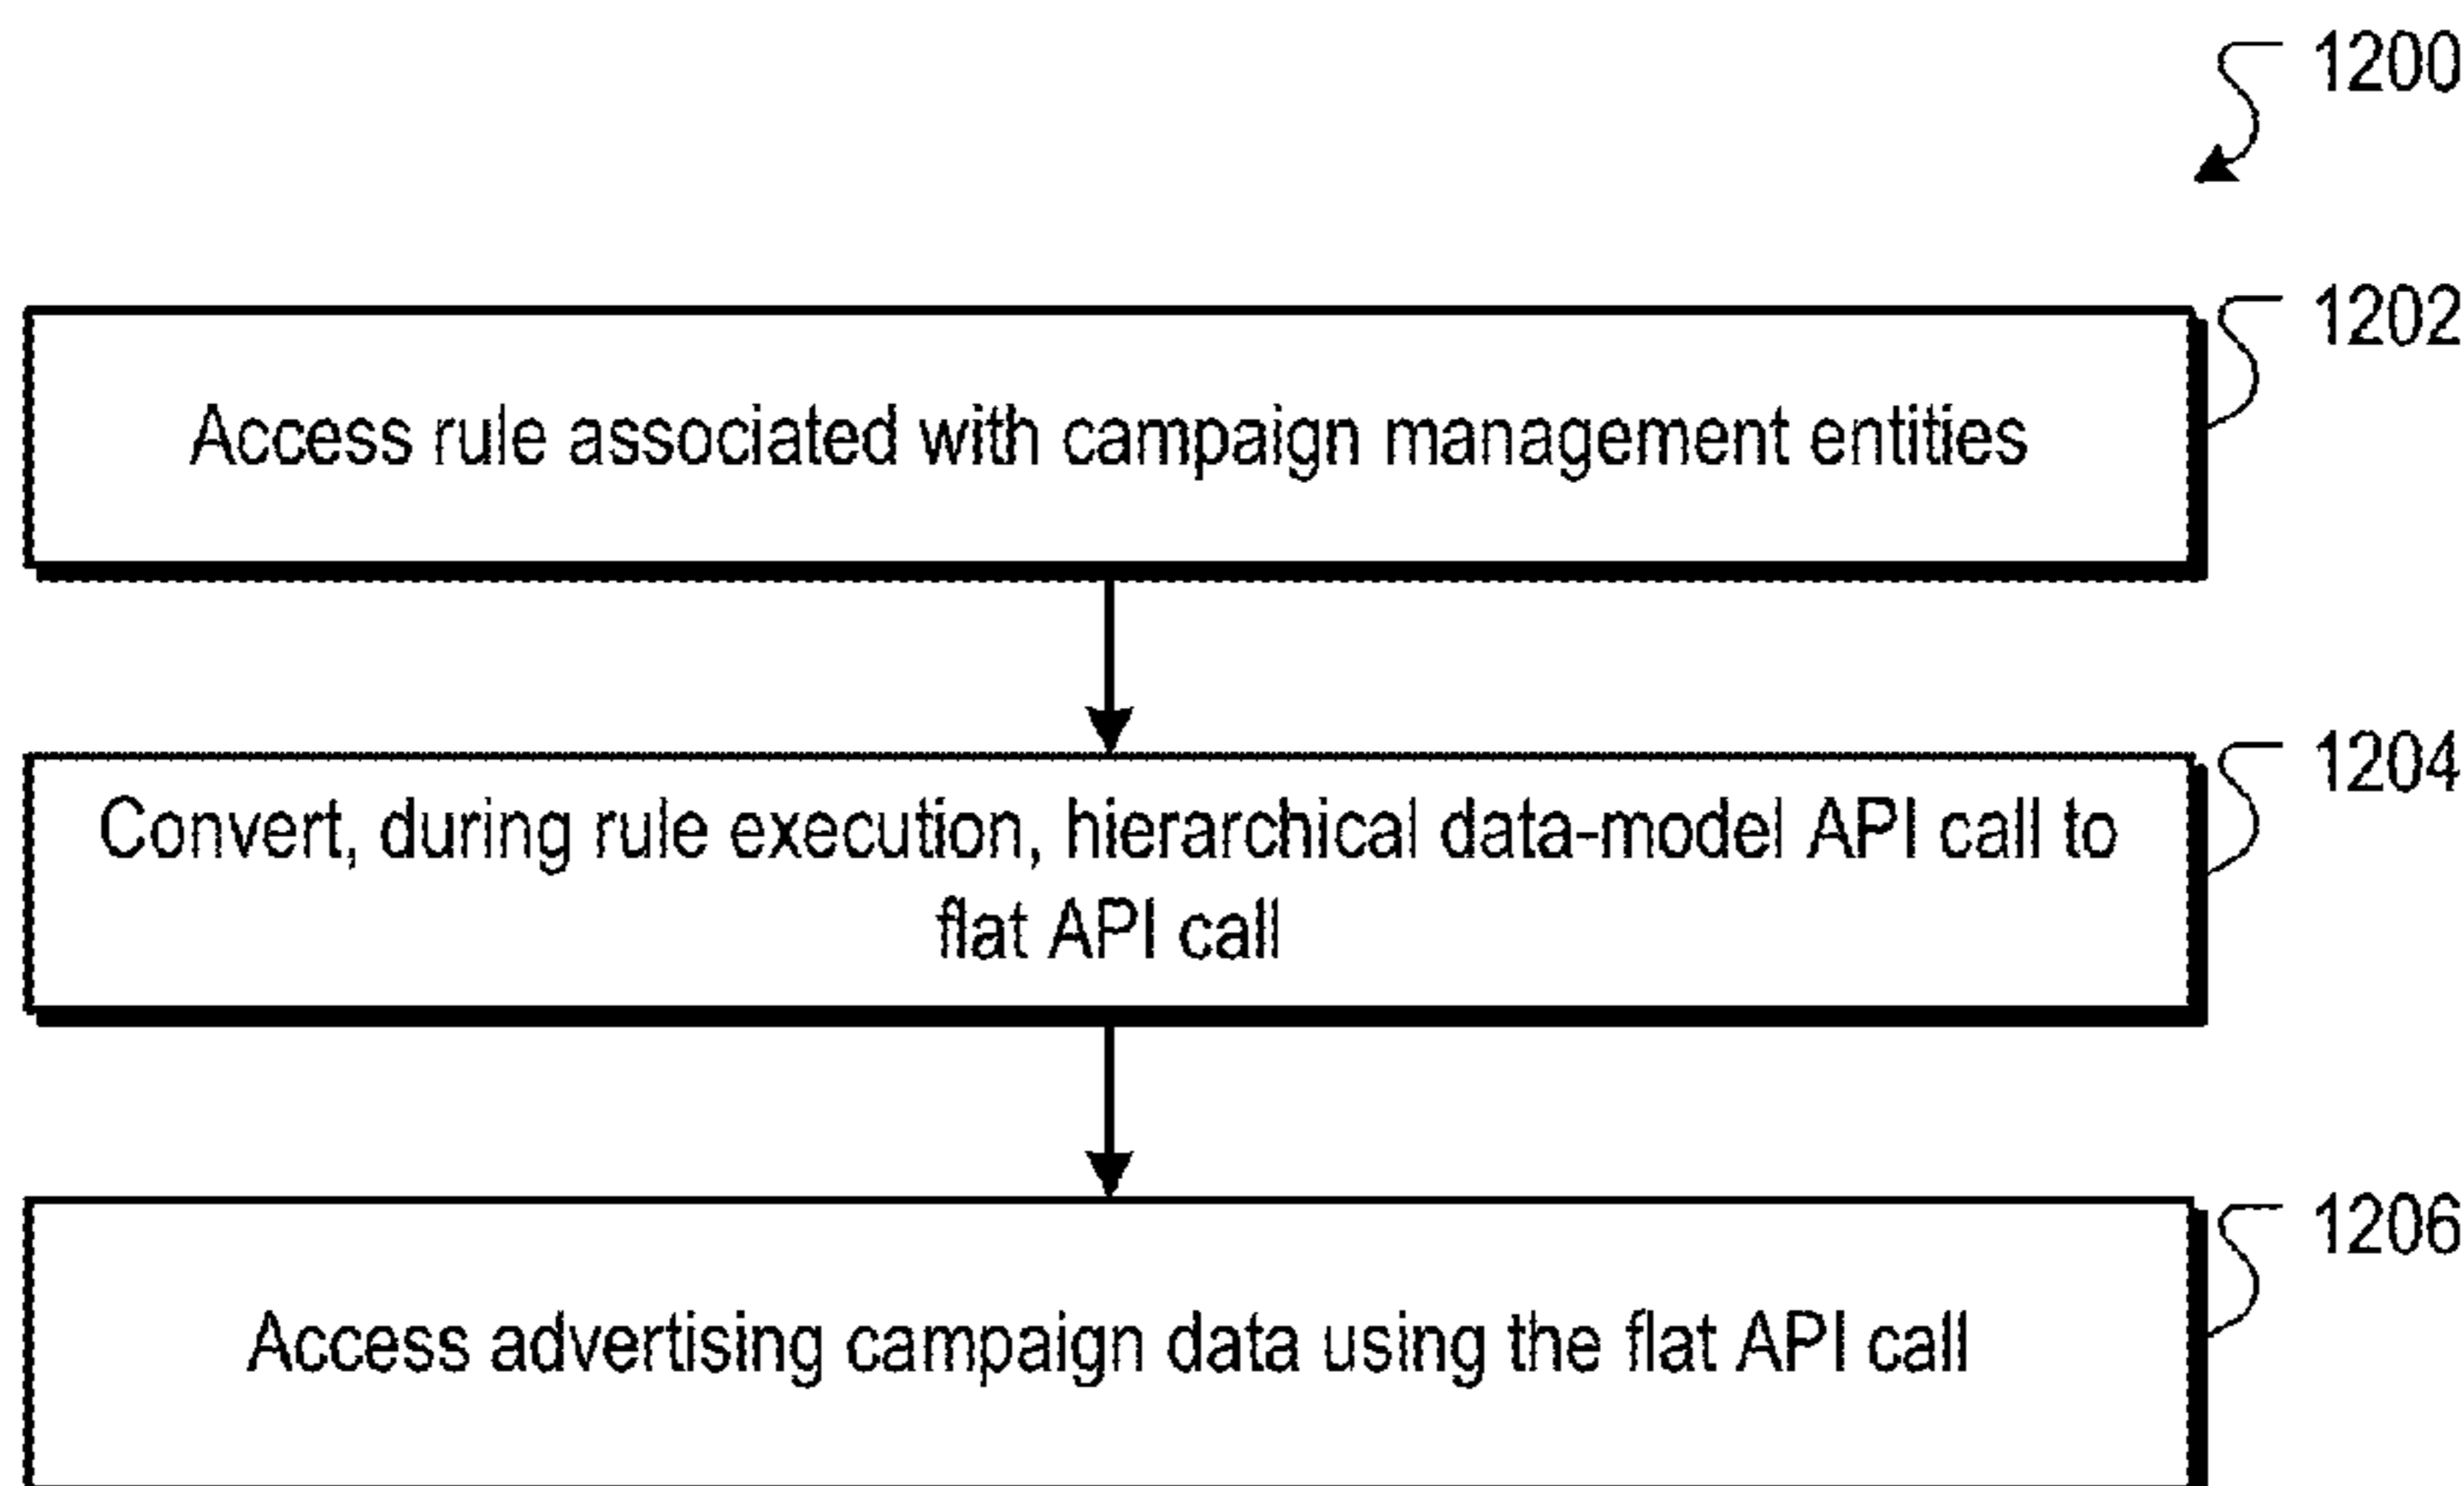 1200
1202
Access rule associated with campaign management entities
1204
Convert, during rule execution, hierarchical data-model API call to
flat API call
1206
Access advertising campaign data using the flat API call